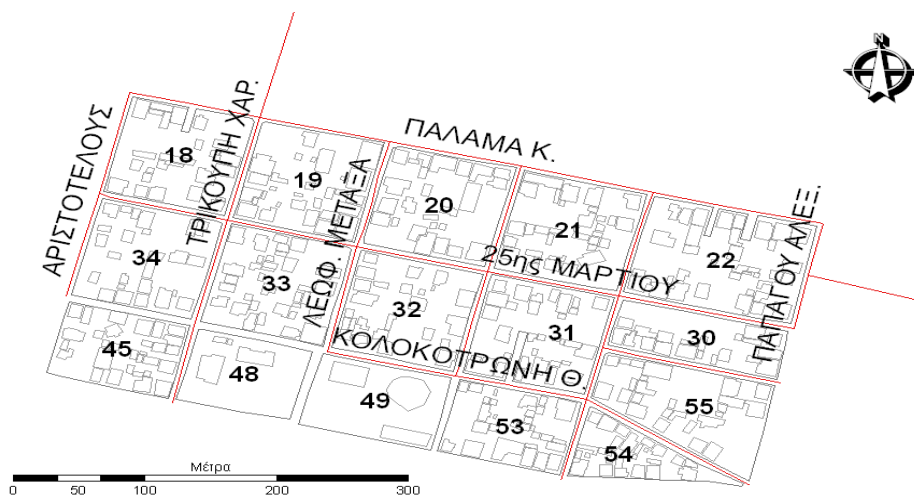 N
ΑΡΙΣΤΟΤΕΛΟΥΣ
ΤΡΙΚΟΥΠΗ ΧΑΡ.
ΛΕΩΦ. ΜΕΤΑΞΑ
ΠΑΛΑΜΑ Κ.
ΠΑΠΑΓΟΥ ΑΛΕΞ.
18
19
20
21
22
25ης ΜΑΡΤΙΟΥ
34
33
32
31
30
ΚΟΛΟΚΟΤΡΩΝΗ Θ.
45
48
49
53
54
55
Μέτρα
0 50 100 200 300